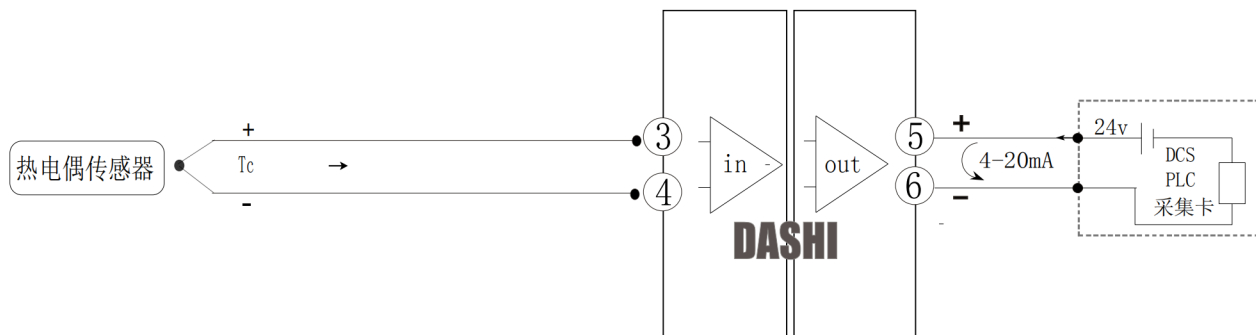 热电偶传感器
+
Tc
→
-
3
4
in
out
DASHI
5
6
+
4-20mA
-
24v
DCS
PLC
采集卡